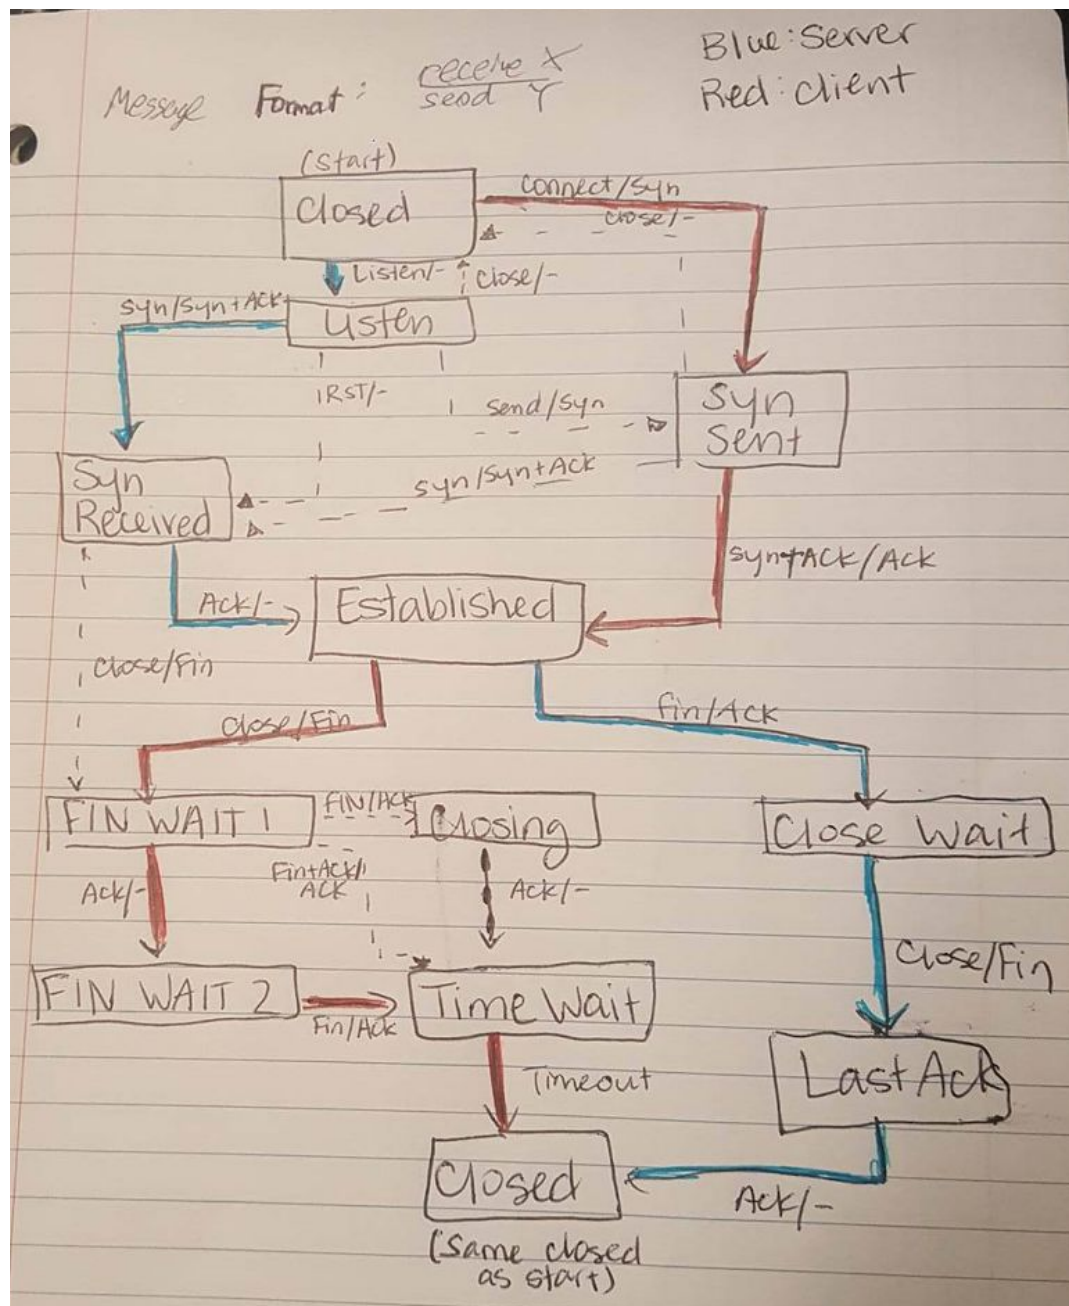 Blue: Server
Red: client
Message Format: receive X
send Y
(Start)
Closed
Connect/Syn
Close/-
Listen/-
Close/-
Syn/Syn+ACK
Listen
RST/-
Send/Syn
Syn
Sent
Syn/Syn+ACK
Syn
Received
Syn+ACK/ACK
Ack/-
Established
Close/Fin
Close/Fin
Fin/ACK
FIN WAIT 1
FIN/ACK
Closing
Close Wait
Fin+ACK/
ACK
Ack/-
Ack/-
Close/Fin
FIN WAIT 2
Fin/Ack
Time Wait
Timeout
Last Ack
Closed
Ack/-
(Same closed
as start)